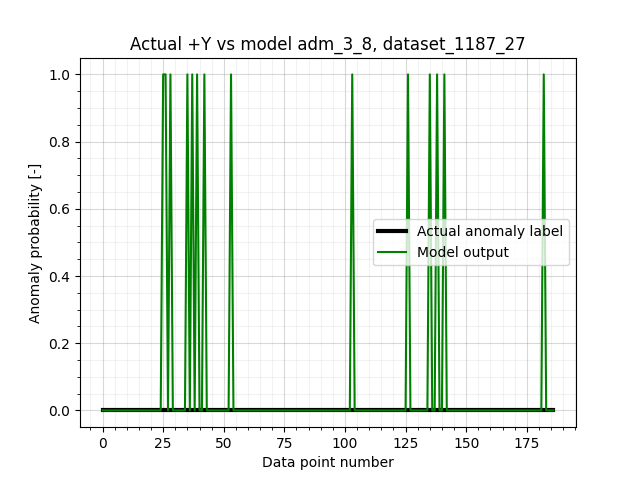 Actual +Y vs model adm_3_8, dataset_1187_27
Anomaly probability [-]
1.0
0.8
0.6
0.4
0.2
0.0
Actual anomaly label
Model output
0 25 50 75 100 125 150 175
Data point number